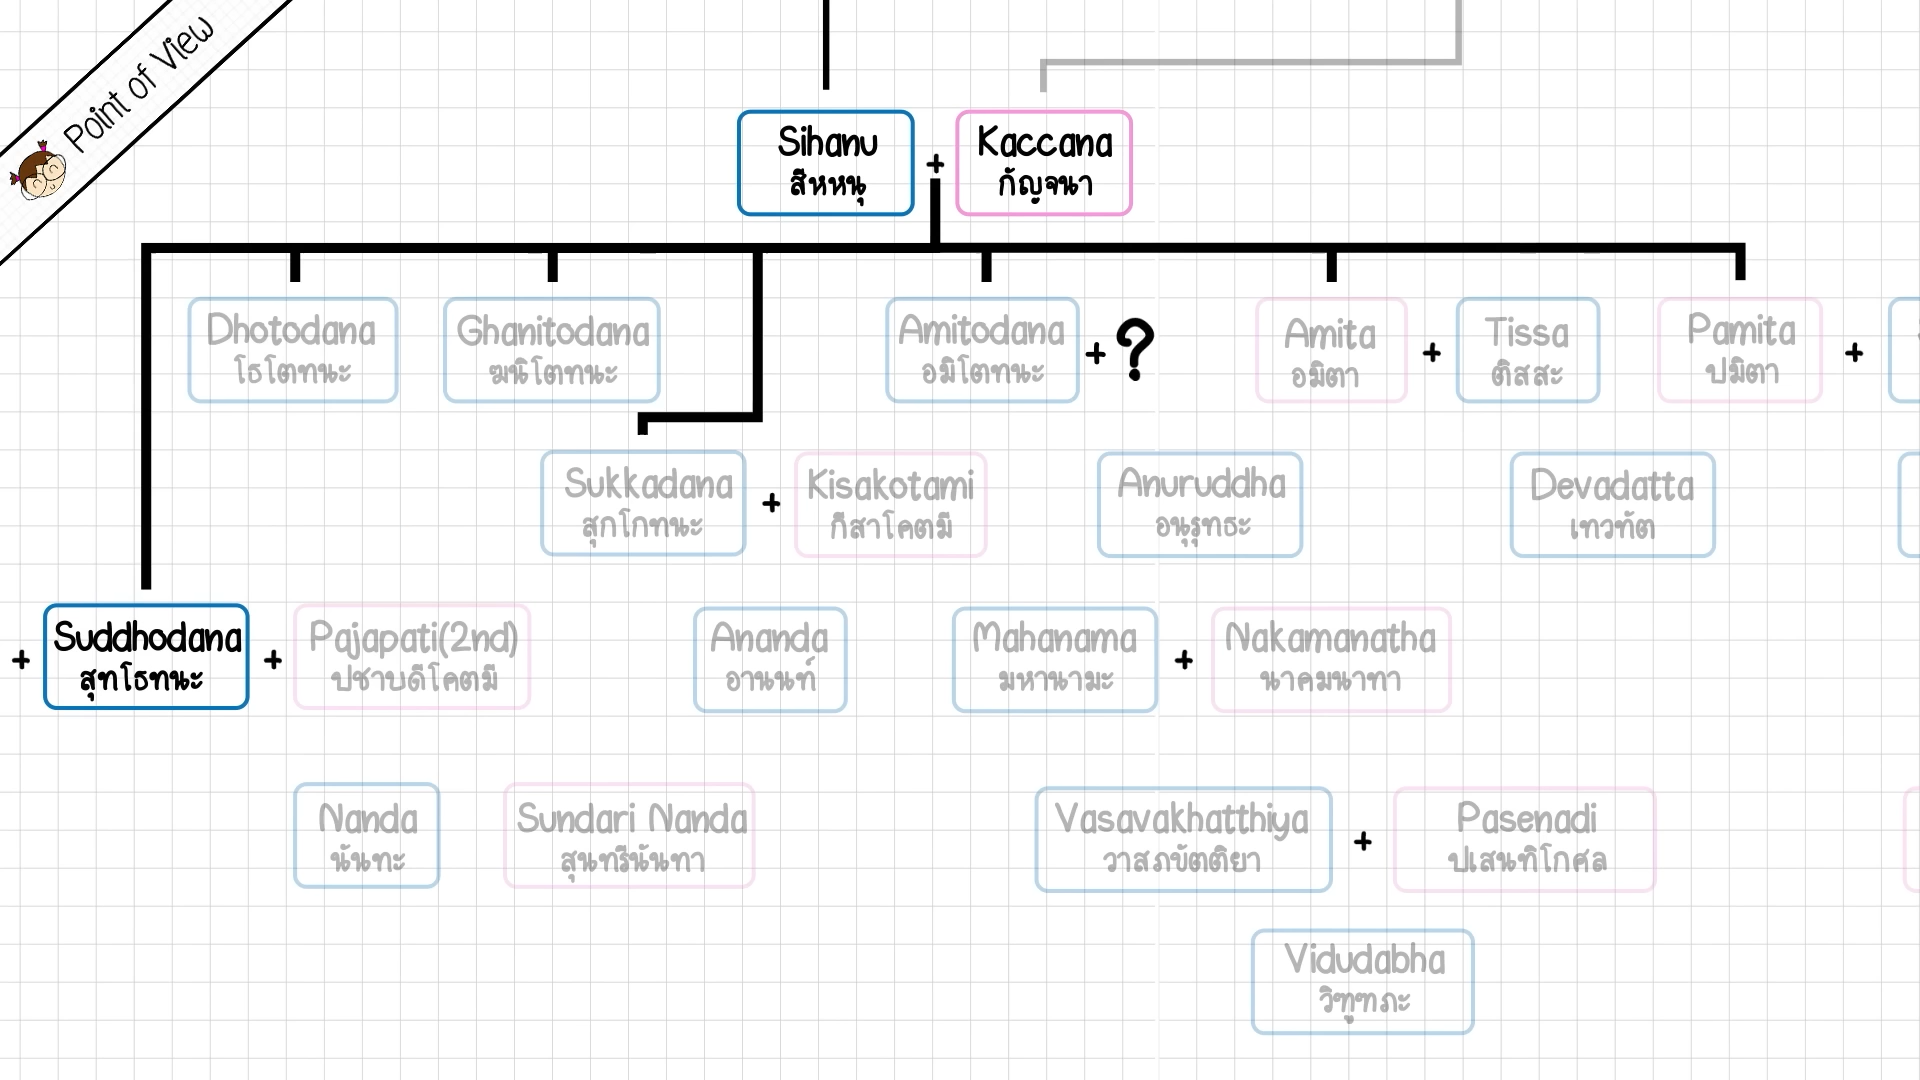 Point of View
Sihanu
สีหหนุ
+
Kaccana
กัญจนา
Dhotodana
โธโตทนะ
Ghanitodana
ฆนิโตทนะ
Amitodana
อมิโตทนะ
+ ?
Amita
อมิตา
+
Tissa
ติสสะ
Pamita
ปมิตา
+
Sukkadana
สุกโกทนะ
+
Kisakotami
กีสาโคตมี
Anuruddha
อนุรุทธะ
Devadatta
เทวทัต
+
Suddhodana
สุทโธทนะ
+
Pajapati(2nd)
ปชาบดีโคตมี
Ananda
อานนท์
Mahanama
มหานามะ
+
Nakamanatha
นาคมนาทา
Nanda
นันทะ
Sundari Nanda
สุนทรีนันทา
Vasavakhatthiya
วาสภขัตติยา
+
Pasenadi
ปเสนทิโกศล
Vidudabha
วิฑูฑภะ